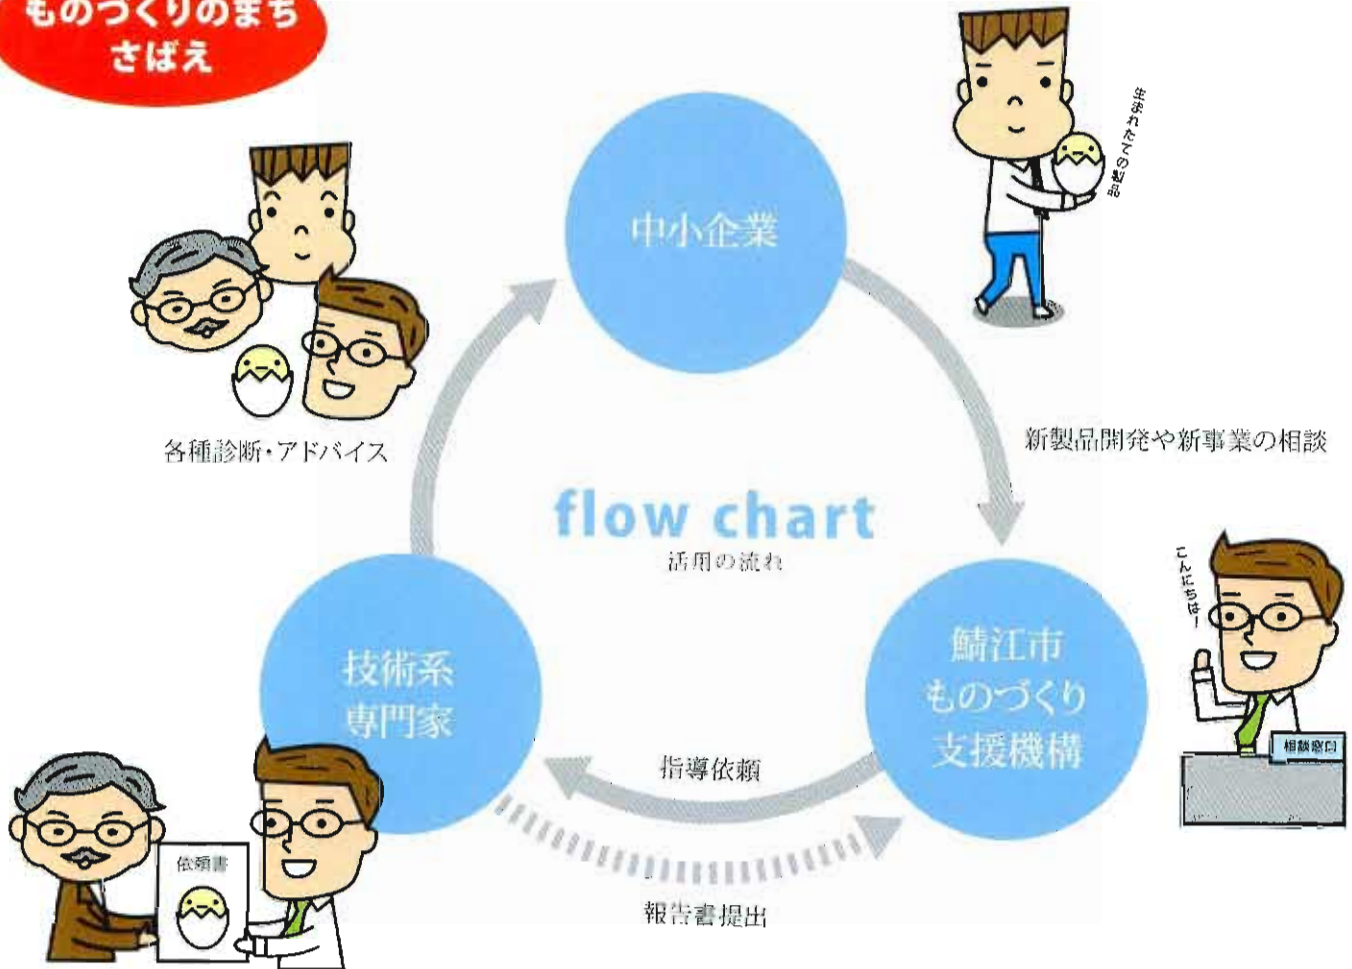 ものづくりのまち
さばえ
生まれたての製品
中小企業
各種診断・アドバイス
新製品開発や新事業の相談
flow chart
活用の流れ
こんにちは！
技術系
専門家
鯖江市
ものづくり
支援機構
相談窓口
指導依頼
依頼書
報告書提出